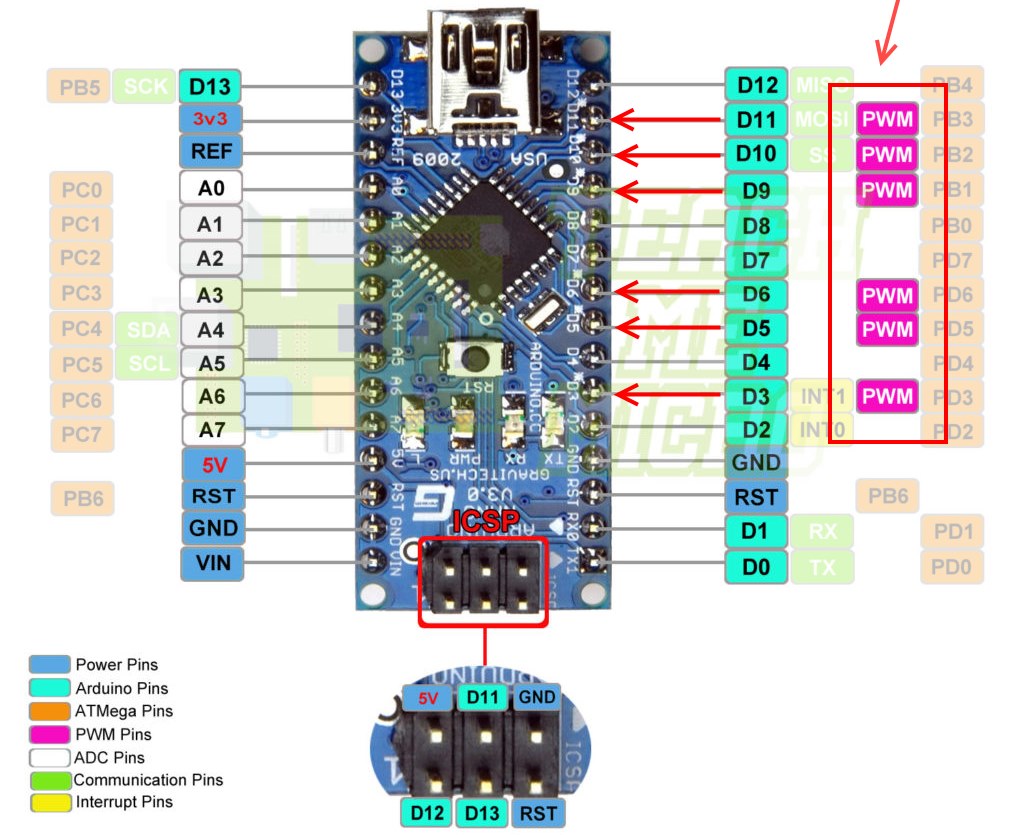 PB5 SCK D13
3v3
REF
PC0 A0
PC1 A1
PC2 A2
PC3 A3
PC4 SDA A4
PC5 SCL A5
PC6 A6
PC7 A7
5V
PB6 RST
GND
VIN
D13 3V3 REF A0 A1 A2 A3 A4 A5 A6 A7 5V RST GND VIN
USA
2009
RST
ARDUINO.CC
L PWR RX TX
GRAVITECH.US
V3.0
ICSP
D12 D11 D10 D9 D8 D7 D6 D5 D4 D3 D2 GND RST RX0 TX1
D12 MISO PB4
D11 MOSI PWM PB3
D10 SS PWM PB2
D9 PWM PB1
D8 PB0
D7 PD7
D6 PWM PD6
D5 PWM PD5
D4 PD4
D3 INT1 PWM PD3
D2 INT0 PD2
GND
RST PB6
D1 RX PD1
D0 TX PD0
5V D11 GND
1 ICSP
D12 D13 RST
Power Pins
Arduino Pins
ATMega Pins
PWM Pins
ADC Pins
Communication Pins
Interrupt Pins